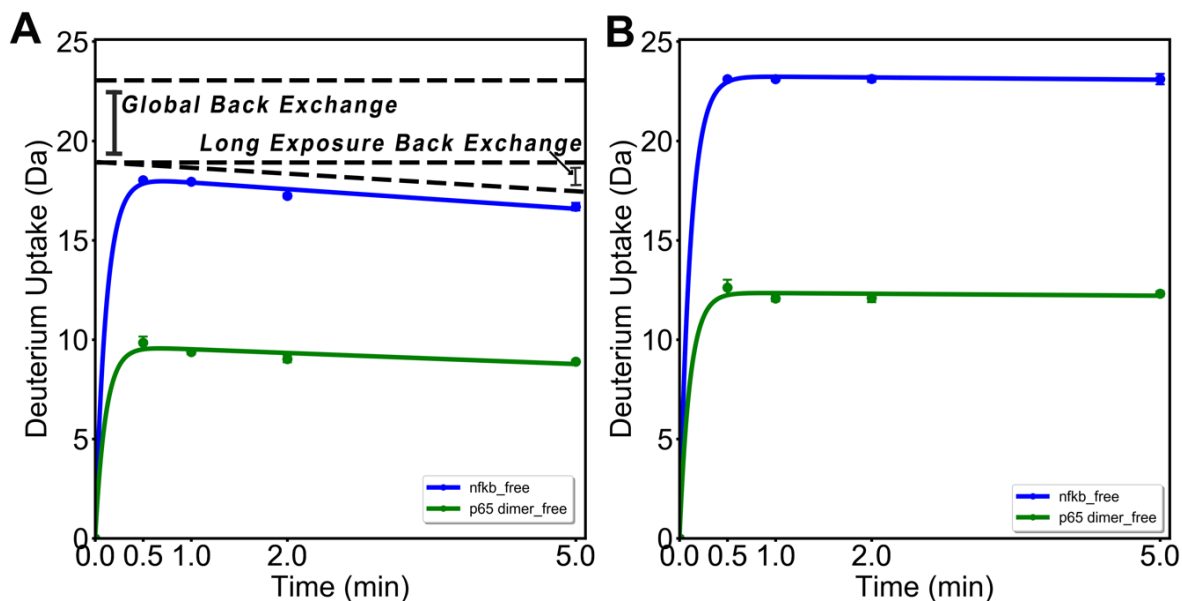 A
Deuterium Uptake (Da)
25
20
15
10
5
0
Global Back Exchange
Long Exposure Back Exchange
nfkb_free
p65 dimer_free
0.0
0.5
1.0
2.0
5.0
Time (min)
B
Deuterium Uptake (Da)
25
20
15
10
5
0
nfkb_free
p65 dimer_free
0.0
0.5
1.0
2.0
5.0
Time (min)